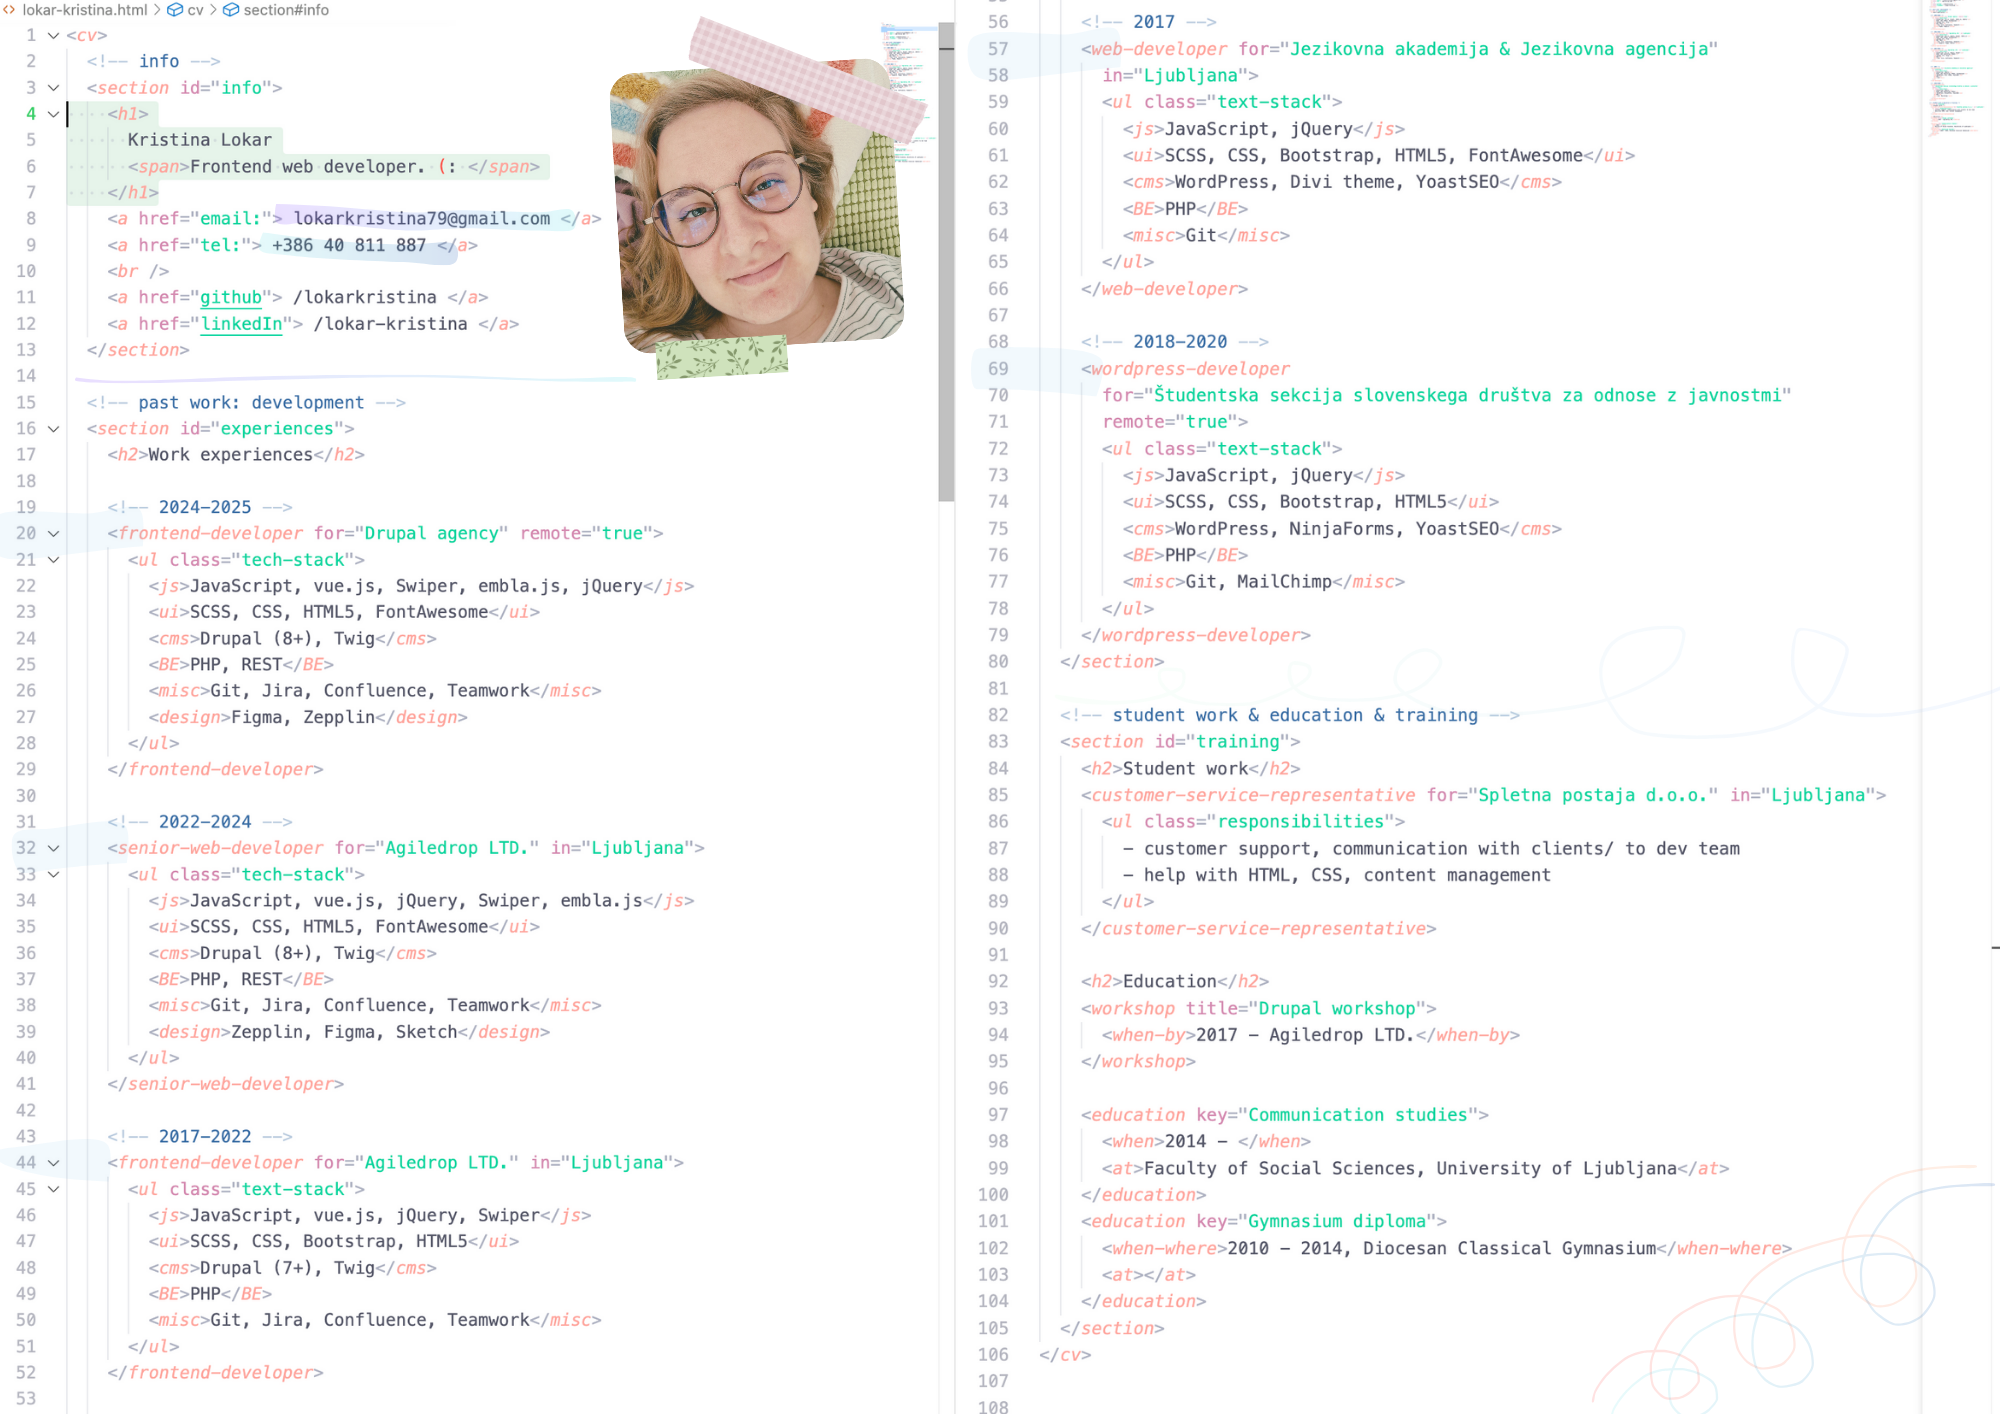 lokar-kristina.html > cv > section#info
1 <cv>
2 <!-- info -->
3 <section id="info">
4 <h1>
5 Kristina Lokar
6 <span>Frontend web developer. (: </span>
7 </h1>
8 <a href="email:"> lokarkristina79@gmail.com </a>
9 <a href="tel:"> +386 40 811 887 </a>
10 <br />
11 <a href="github"> /lokarkristina </a>
12 <a href="linkedIn"> /lokar-kristina </a>
13 </section>
14
15 <!-- past work: development -->
16 <section id="experiences">
17 <h2>Work experiences</h2>
18
19 <!-- 2024-2025 -->
20 <frontend-developer for="Drupal agency" remote="true">
21 <ul class="tech-stack">
22 <js>JavaScript, vue.js, Swiper, embla.js, jQuery</js>
23 <ui>SCSS, CSS, HTML5, FontAwesome</ui>
24 <cms>Drupal (8+), Twig</cms>
25 <BE>PHP, REST</BE>
26 <misc>Git, Jira, Confluence, Teamwork</misc>
27 <design>Figma, Zepplin</design>
28 </ul>
29 </frontend-developer>
30
31 <!-- 2022-2024 -->
32 <senior-web-developer for="Agiledrop LTD." in="Ljubljana">
33 <ul class="tech-stack">
34 <js>JavaScript, vue.js, jQuery, Swiper, embla.js</js>
35 <ui>SCSS, CSS, HTML5, FontAwesome</ui>
36 <cms>Drupal (8+), Twig</cms>
37 <BE>PHP, REST</BE>
38 <misc>Git, Jira, Confluence, Teamwork</misc>
39 <design>Zepplin, Figma, Sketch</design>
40 </ul>
41 </senior-web-developer>
42
43 <!-- 2017-2022 -->
44 <frontend-developer for="Agiledrop LTD." in="Ljubljana">
45 <ul class="text-stack">
46 <js>JavaScript, vue.js, jQuery, Swiper</js>
47 <ui>SCSS, CSS, Bootstrap, HTML5</ui>
48 <cms>Drupal (7+), Twig</cms>
49 <BE>PHP</BE>
50 <misc>Git, Jira, Confluence, Teamwork</misc>
51 </ul>
52 </frontend-developer>
53
56 <!-- 2017 -->
57 <web-developer for="Jezikovna akademija & Jezikovna agencija"
58 in="Ljubljana">
59 <ul class="text-stack">
60 <js>JavaScript, jQuery</js>
61 <ui>SCSS, CSS, Bootstrap, HTML5, FontAwesome</ui>
62 <cms>WordPress, Divi theme, YoastSEO</cms>
63 <BE>PHP</BE>
64 <misc>Git</misc>
65 </ul>
66 </web-developer>
67
68 <!-- 2018-2020 -->
69 <wordpress-developer
70 for="Študentska sekcija slovenskega društva za odnose z javnostmi"
71 remote="true">
72 <ul class="text-stack">
73 <js>JavaScript, jQuery</js>
74 <ui>SCSS, CSS, Bootstrap, HTML5</ui>
75 <cms>WordPress, NinjaForms, YoastSEO</cms>
76 <BE>PHP</BE>
77 <misc>Git, MailChimp</misc>
78 </ul>
79 </wordpress-developer>
80 </section>
81
82 <!-- student work & education & training -->
83 <section id="training">
84 <h2>Student work</h2>
85 <customer-service-representative for="Spletna postaja d.o.o." in="Ljubljana">
86 <ul class="responsibilities">
87 - customer support, communication with clients/ to dev team
88 - help with HTML, CSS, content management
89 </ul>
90 </customer-service-representative>
91
92 <h2>Education</h2>
93 <workshop title="Drupal workshop">
94 <when-by>2017 - Agiledrop LTD.</when-by>
95 </workshop>
96
97 <education key="Communication studies">
98 <when>2014 - </when>
99 <at>Faculty of Social Sciences, University of Ljubljana</at>
100 </education>
101 <education key="Gymnasium diploma">
102 <when-where>2010 - 2014, Diocesan Classical Gymnasium</when-where>
103 <at></at>
104 </education>
105 </section>
106 </cv>
107
108